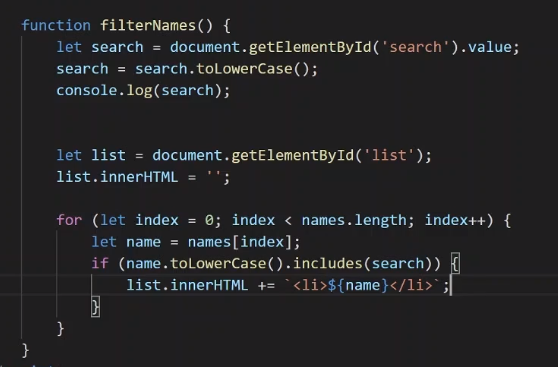 function filterNames() {
    let search = document.getElementById('search').value;
    search = search.toLowerCase();
    console.log(search);
    let list = document.getElementById('list');
    list.innerHTML = '';
    for (let index = 0; index < names.length; index++) {
        let name = names[index];
        if (name.toLowerCase().includes(search)) {
            list.innerHTML += `<li>${name}</li>`;
        }
    }
}